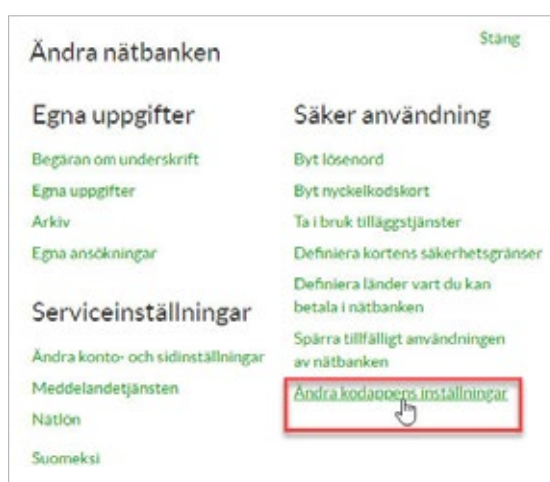 Ändra nätbanken
Stäng
Egna uppgifter
Begäran om underskrift
Egna uppgifter
Arkiv
Egna ansökningar
Serviceinställningar
Ändra konto- och sidinställningar
Meddelandetjänsten
Nätlön
Suomeksi
Säker användning
Byt lösenord
Byt nyckelkodskort
Ta i bruk tilläggstjänster
Definiera kortens säkerhetsgränser
Definiera länder vart du kan
betala i nätbanken
Spärra tillfälligt användningen
av nätbanken
Ändra kodappens inställningar